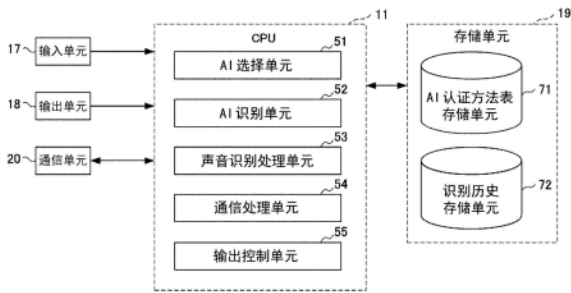 11
19
CPU
51
AI选择单元
52
AI识别单元
53
声音识别处理单元
54
通信处理单元
55
输出控制单元
17
输入单元
18
输出单元
20
通信单元
存储单元
AI认证方法表
存储单元
71
识别历史
存储单元
72